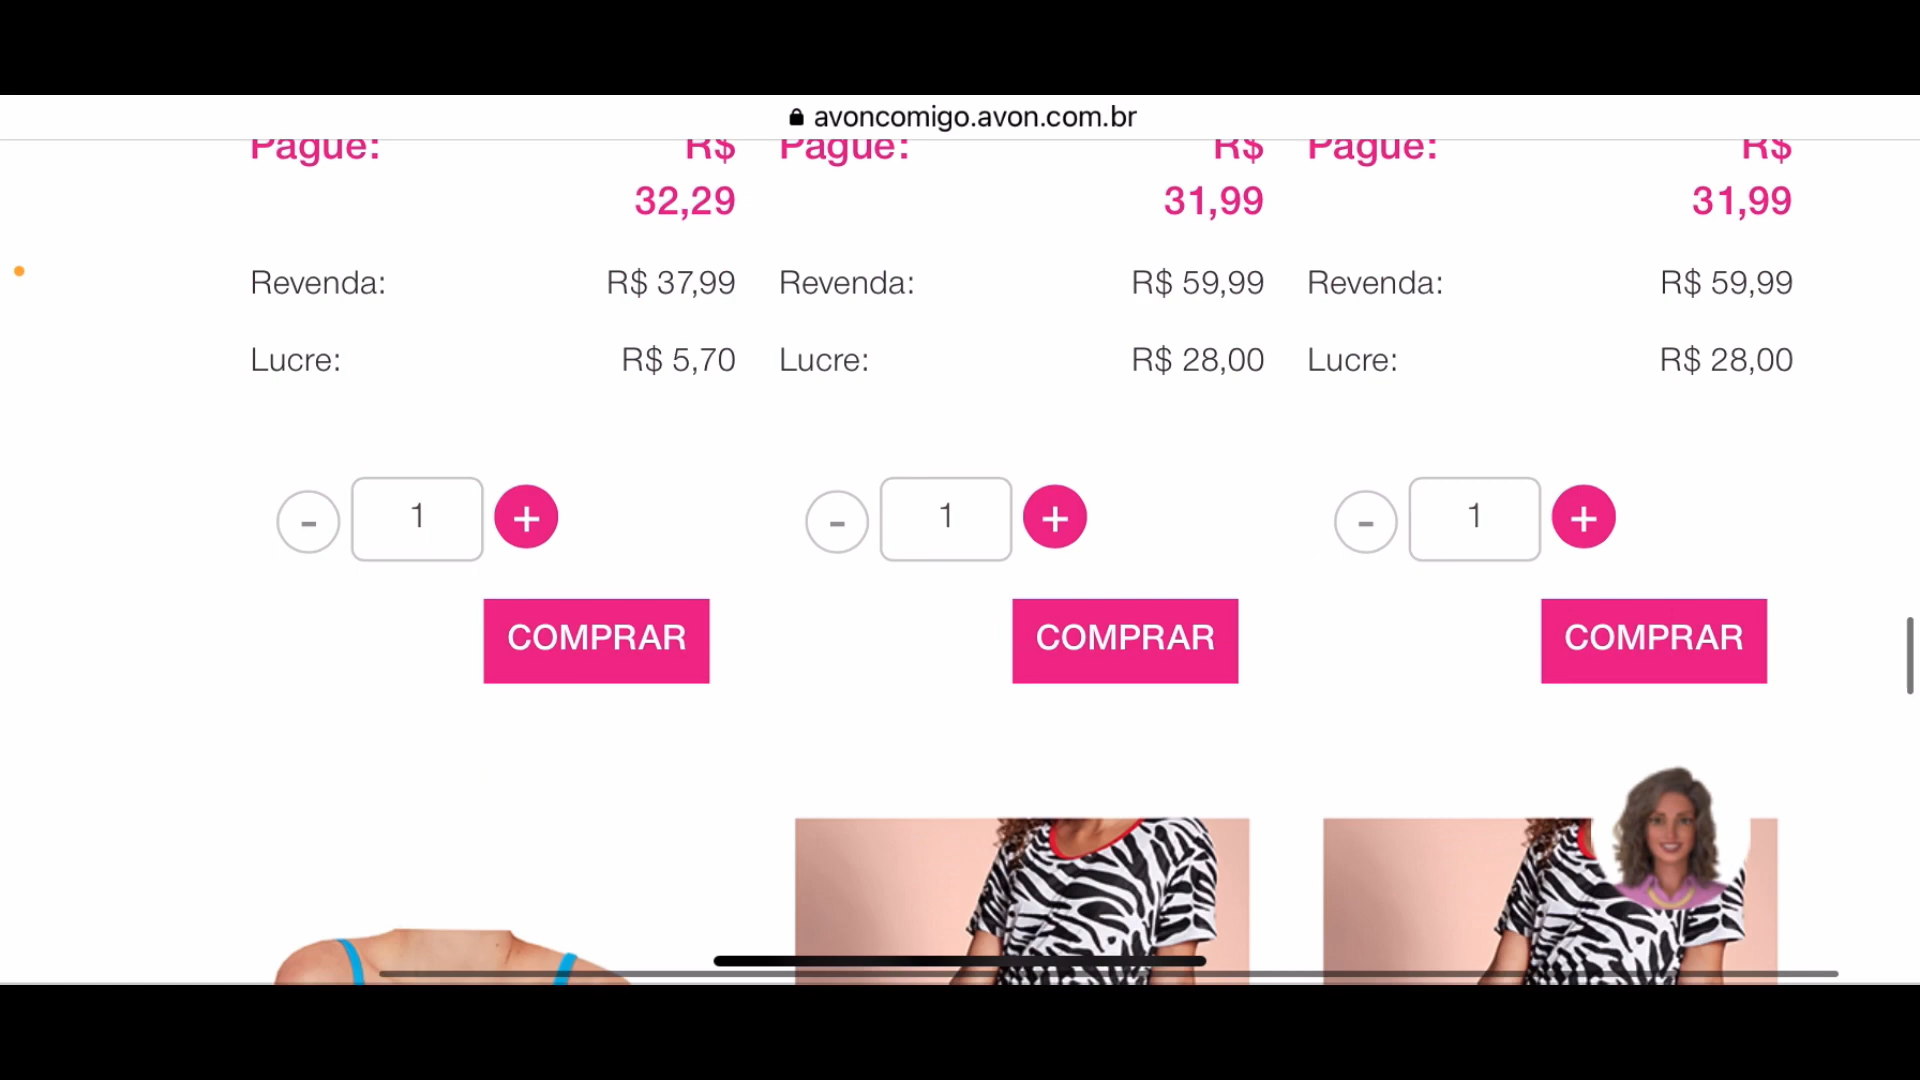 avoncomigo.avon.com.br
Pague: R$ Pague: R$ Pague: R$
32,29 31,99 31,99
Revenda: R$ 37,99 Revenda: R$ 59,99 Revenda: R$ 59,99
Lucre: R$ 5,70 Lucre: R$ 28,00 Lucre: R$ 28,00
- 1 + - 1 + - 1 +
COMPRAR COMPRAR COMPRAR